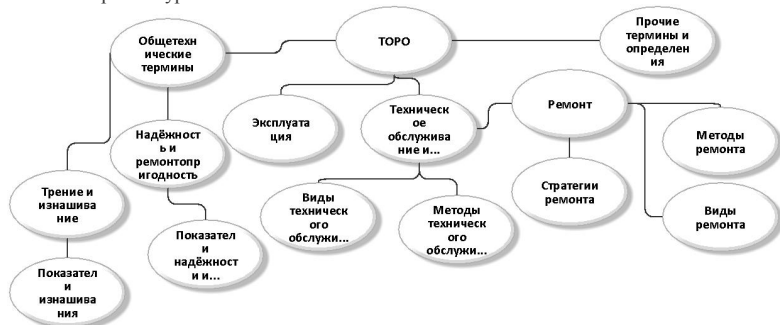 Общетехн
ические
термины
ТОРО
Прочие
термины и
определен
ия
Эксплуата
ция
Техническ
ое
обслужива
ние и...
Ремонт
Надёжност
ь и
ремонтопр
игодность
Методы
ремонта
Трение и
изнашива
ние
Виды
техническ
ого
обслужи...
Методы
техническ
ого
обслужи...
Стратегии
ремонта
Виды
ремонта
Показател
и
надёжност
и и...
Показател
и
изнашива
ния